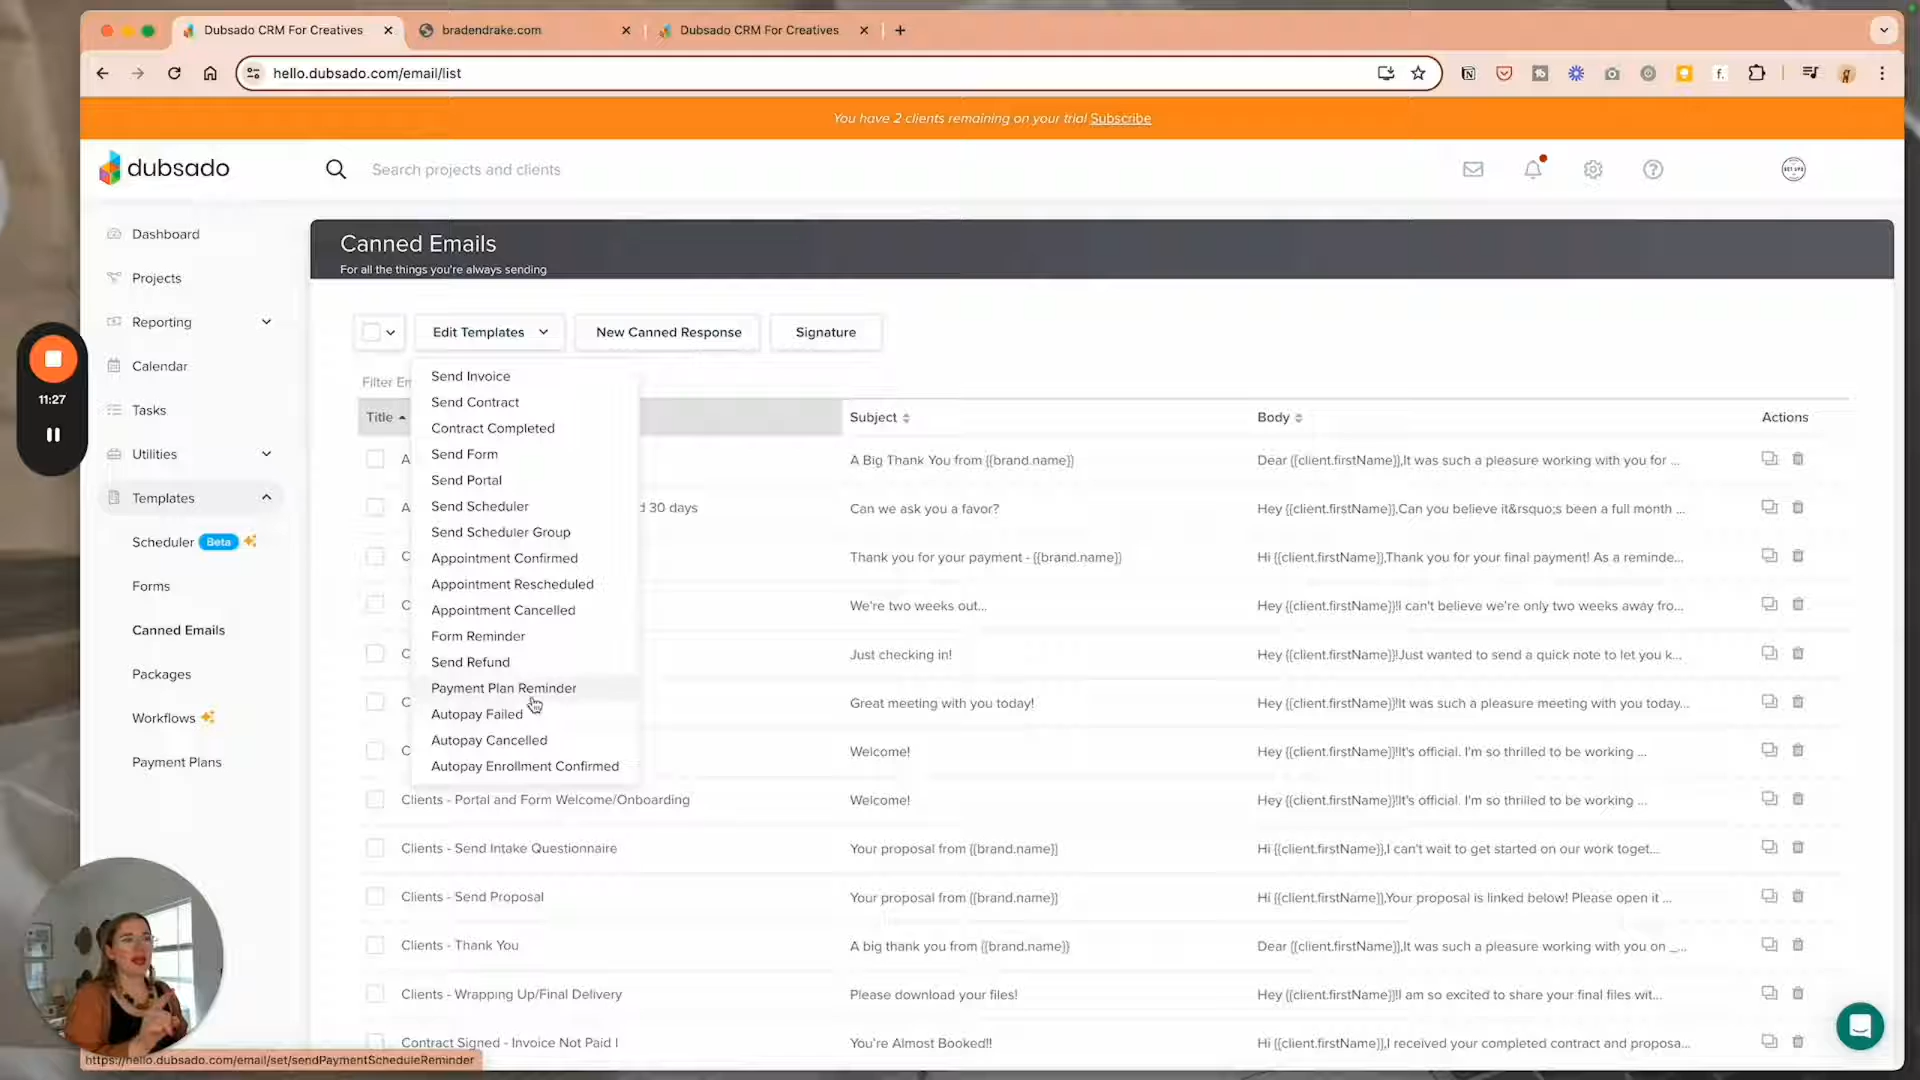 Dubsado CRM For Creatives
bradendrake.com
Dubsado CRM For Creatives
hello.dubsado.com/email/list
You have 2 clients remaining on your trial Subscribe
dubsado
Search projects and clients
Dashboard
Projects
Reporting
Calendar
Tasks
Utilities
Templates
Scheduler Beta
Forms
Canned Emails
Packages
Workflows
Payment Plans
11:27
Canned Emails
For all the things you're always sending
Edit Templates
New Canned Response
Signature
Filter Em
Send Invoice
Send Contract
Contract Completed
Send Form
Send Portal
Send Scheduler
Send Scheduler Group
Appointment Confirmed
Appointment Rescheduled
Appointment Cancelled
Form Reminder
Send Refund
Payment Plan Reminder
Autopay Failed
Autopay Cancelled
Autopay Enrollment Confirmed
Title Subject Body Actions
A A Big Thank You from {{brand.name}} Dear {{client.firstName}},It was such a pleasure working with you for ...
A 30 days Can we ask you a favor? Hey {{client.firstName}}.Can you believe it&rsquo;s been a full month ...
C Thank you for your payment - {{brand.name}} Hi {{client.firstName}},Thank you for your final payment! As a reminde...
C We're two weeks out... Hey {{client.firstName}}!I can't believe we're only two weeks away fro...
C Just checking in! Hey {{client.firstName}}!Just wanted to send a quick note to let you k...
C Great meeting with you today! Hey {{client.firstName}}!It was such a pleasure meeting with you today...
C Welcome! Hey {{client.firstName}}!It's official. I'm so thrilled to be working ...
Clients - Portal and Form Welcome/Onboarding Welcome! Hey {{client.firstName}}!It's official. I'm so thrilled to be working ...
Clients - Send Intake Questionnaire Your proposal from {{brand.name}} Hi {{client.firstName}},I can't wait to get started on our work toget...
Clients - Send Proposal Your proposal from {{brand.name}} Hi {{client.firstName}},Your proposal is linked below! Please open it ...
Clients - Thank You A big thank you from {{brand.name}} Dear {{client.firstName}},It was such a pleasure working with you on _...
Clients - Wrapping Up/Final Delivery Please download your files! Hey {{client.firstName}}!I am so excited to share your final files wit...
Contract Signed - Invoice Not Paid I You're Almost Booked!! Hi {{client.firstName}},I received your completed contract and proposa...
https://hello.dubsado.com/email/set/sendPaymentScheduleReminder